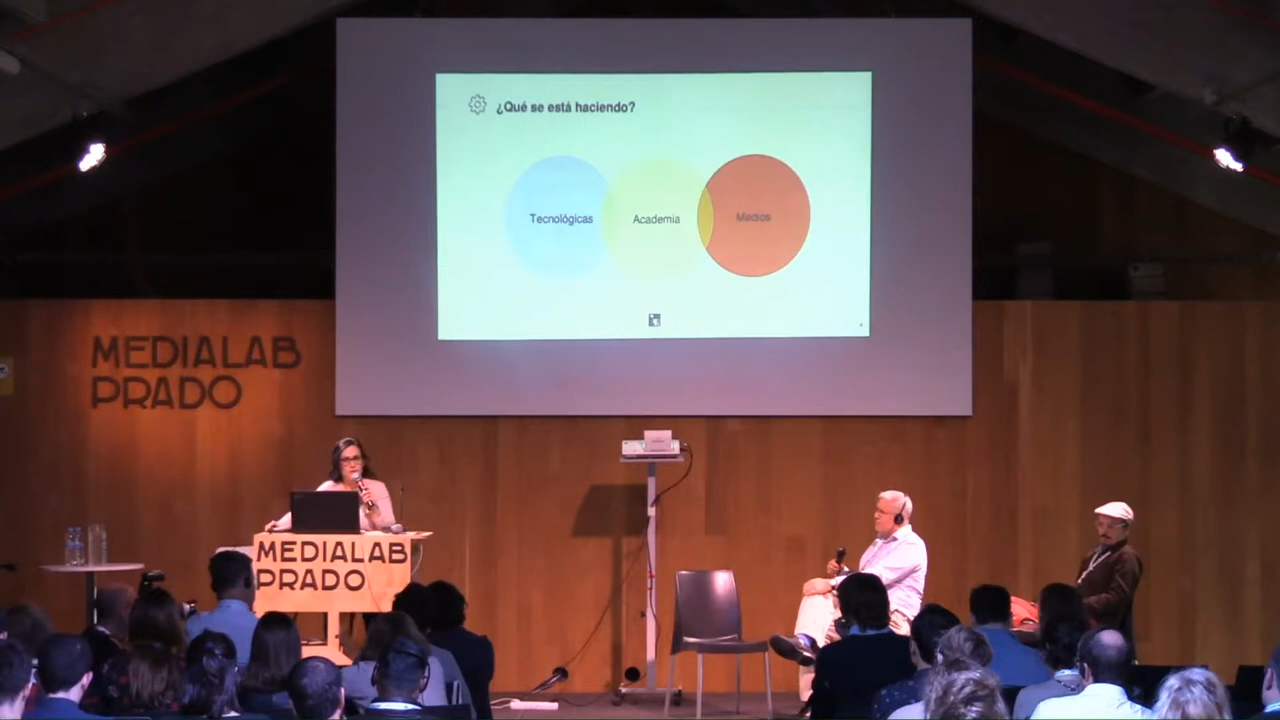 ¿Qué se está haciendo?
Tecnológicas
Academia
Medios
MEDIALAB
PRADO
MEDIALAB
PRADO